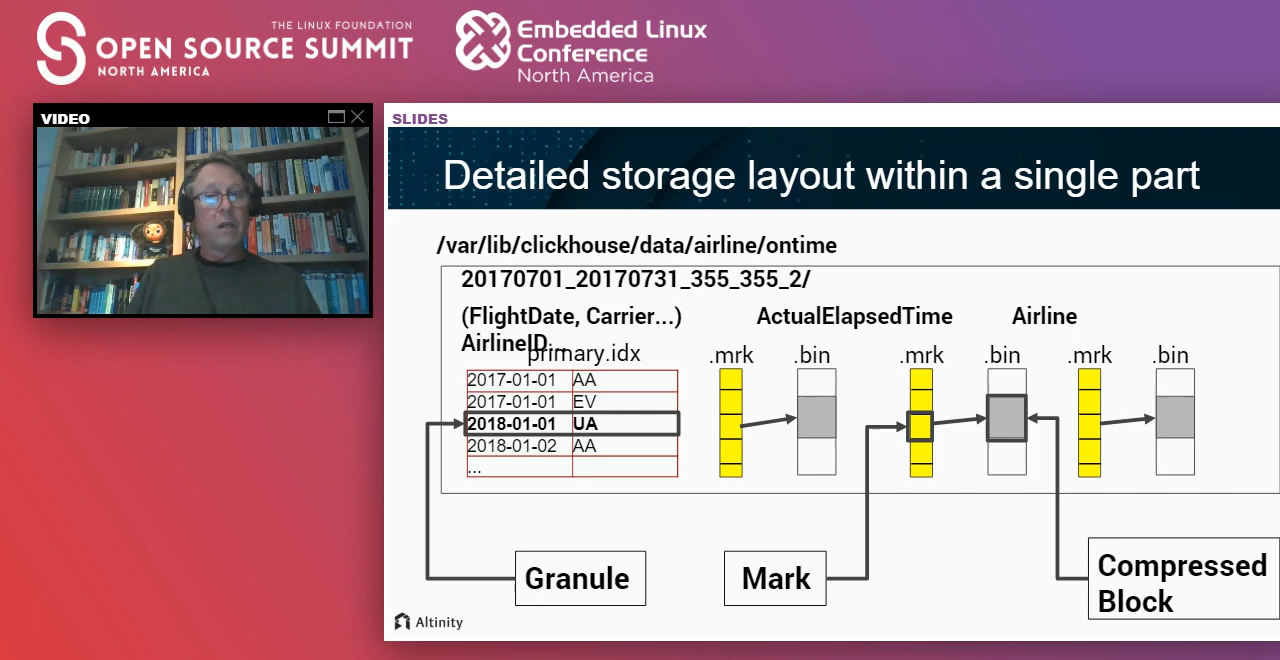 THE LINUX FOUNDATION
OPEN SOURCE SUMMIT
NORTH AMERICA
Embedded Linux
Conference
North America
VIDEO
SLIDES
Detailed storage layout within a single part
/var/lib/clickhouse/data/airline/ontime
20170701_20170731_355_355_2/
(FlightDate, Carrier...) ActualElapsedTime Airline
AirlineID...
primary.idx .mrk .bin .mrk .bin .mrk .bin
2017-01-01 AA
2017-01-01 EV
2018-01-01 UA
2018-01-02 AA
...
Granule Mark Compressed
Block
Altinity